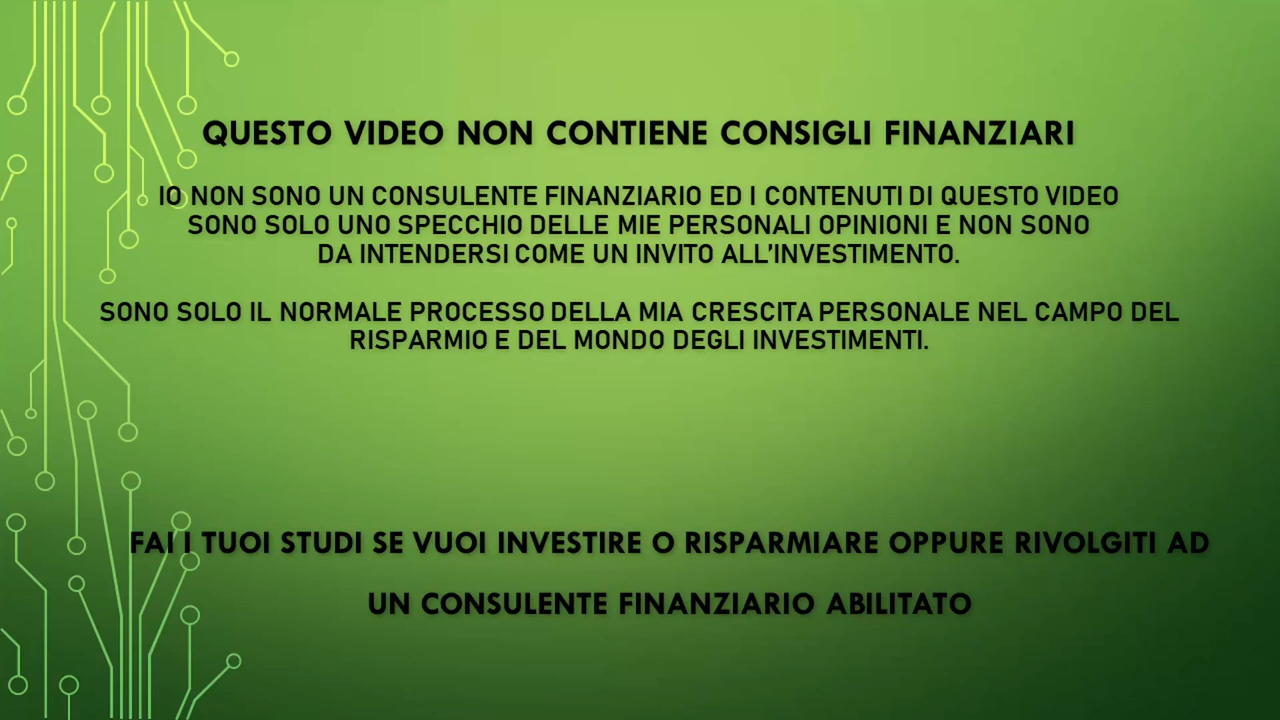 QUESTO VIDEO NON CONTIENE CONSIGLI FINANZIARI
IO NON SONO UN CONSULENTE FINANZIARIO ED I CONTENUTI DI QUESTO VIDEO
SONO SOLO UNO SPECCHIO DELLE MIE PERSONALI OPINIONI E NON SONO
DA INTENDERSI COME UN INVITO ALL'INVESTIMENTO.
SONO SOLO IL NORMALE PROCESSO DELLA MIA CRESCITA PERSONALE NEL CAMPO DEL
RISPARMIO E DEL MONDO DEGLI INVESTIMENTI.
FAI I TUOI STUDI SE VUOI INVESTIRE O RISPARMIARE OPPURE RIVOLGITI AD
UN CONSULENTE FINANZIARIO ABILITATO